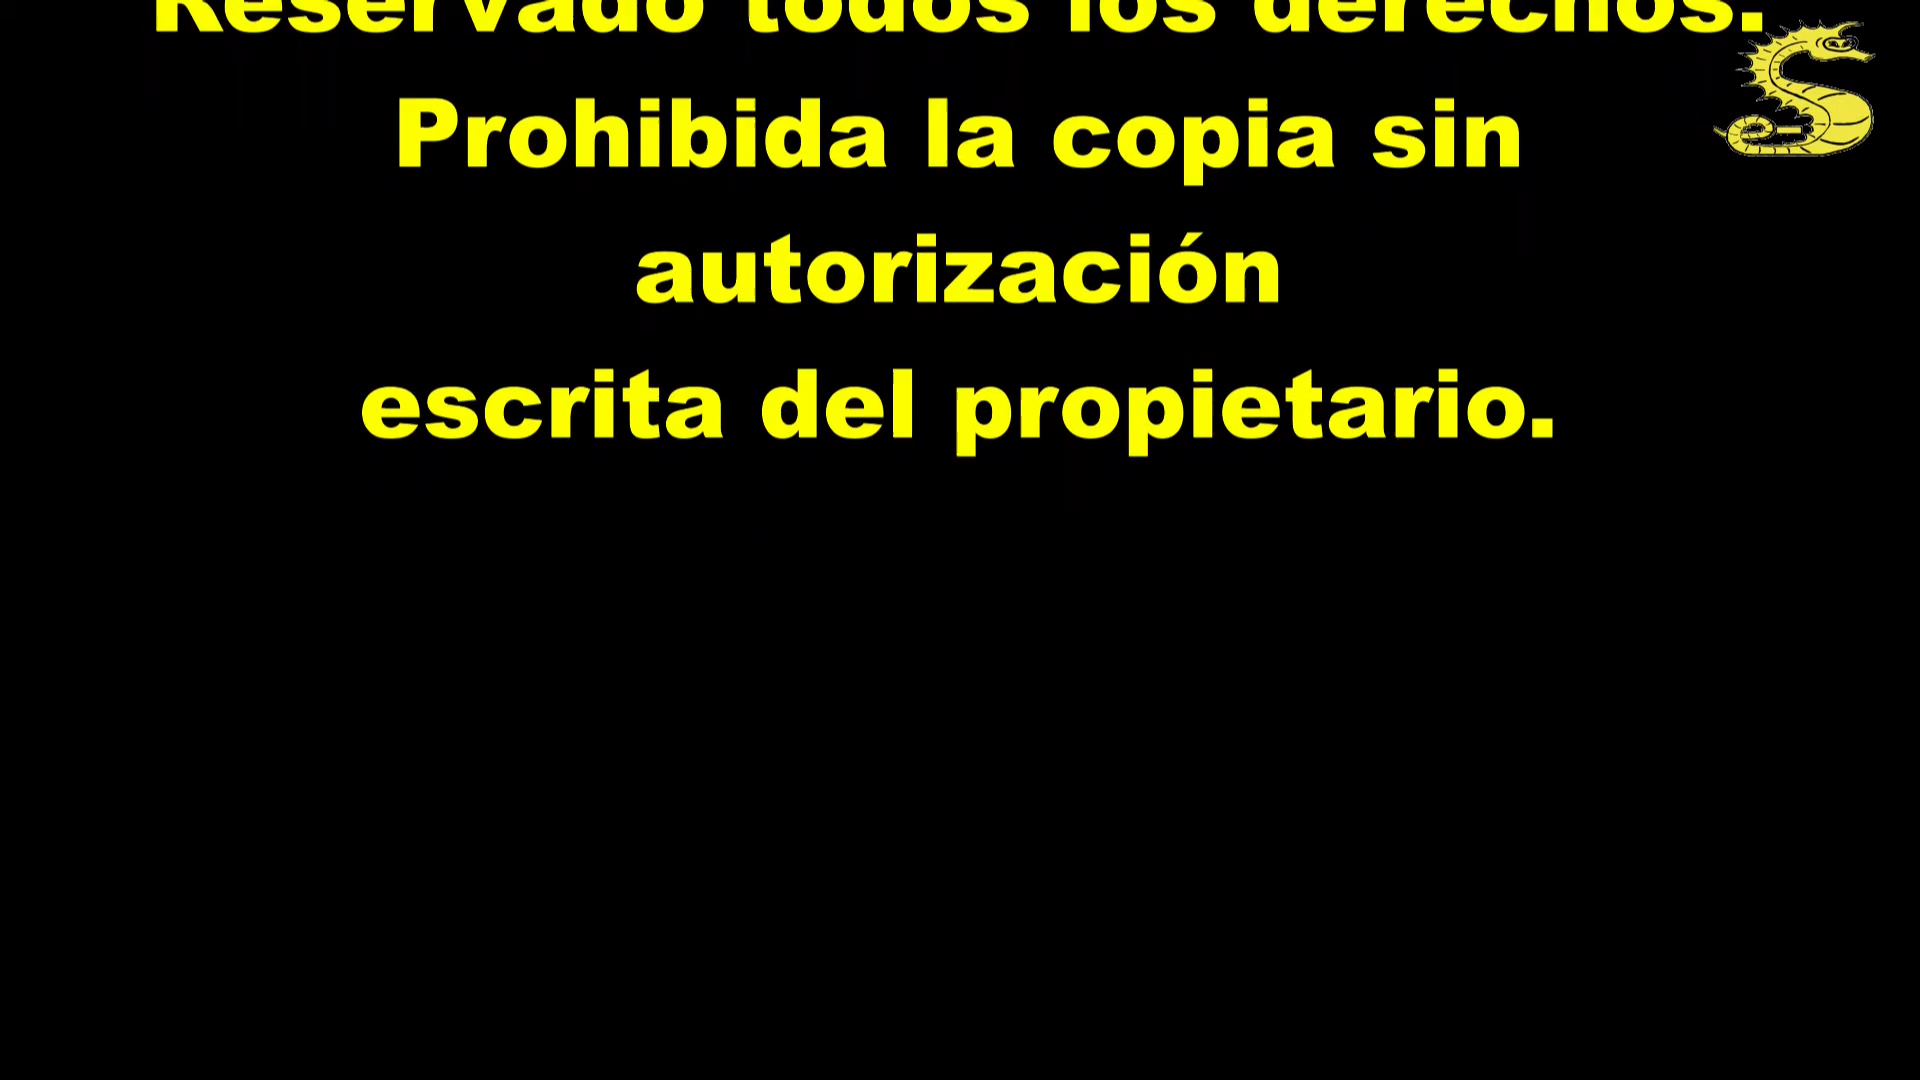 Reservado todos los derechos.
Prohibida la copia sin
autorización
escrita del propietario.